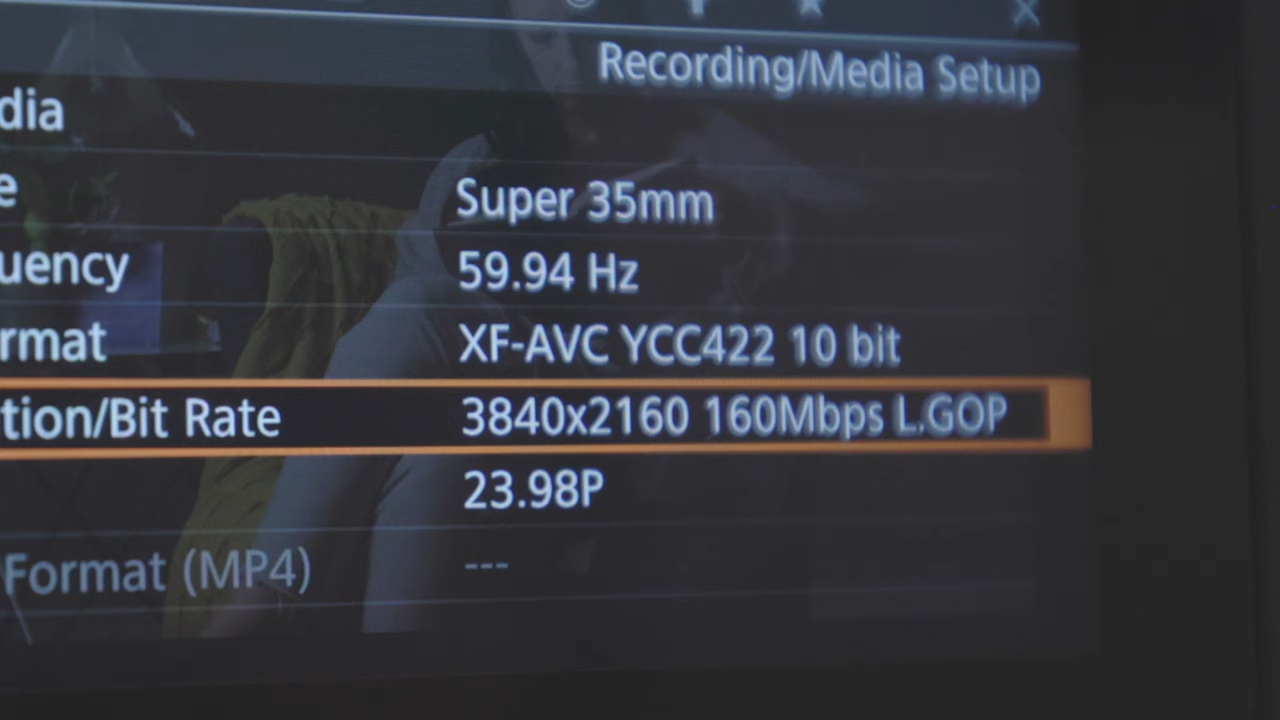 Recording/Media Setup
dia
e Super 35mm
uency 59.94 Hz
rmat XF-AVC YCC422 10 bit
tion/Bit Rate 3840x2160 160Mbps L.GOP
23.98P
Format (MP4) ---